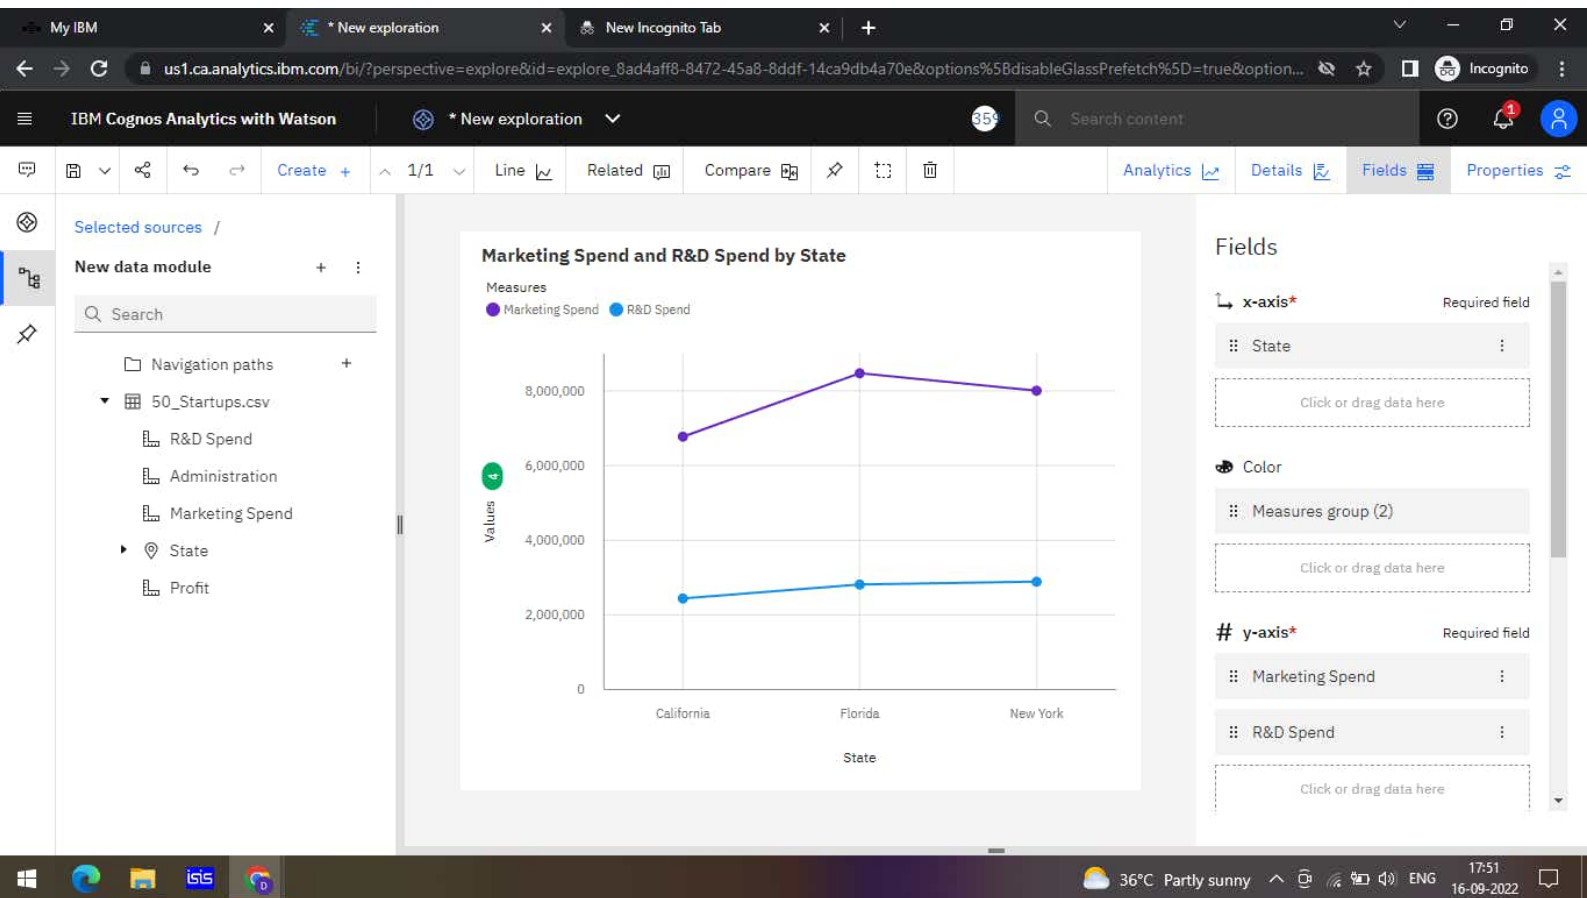 My IBM
* New exploration
New Incognito Tab
us1.ca.analytics.ibm.com/bi/?perspective=explore&id=explore_8ad4aff8-8472-45a8-8ddf-14ca9db4a70e&options%5BdisableGlassPrefetch%5D=true&option...
Incognito
IBM Cognos Analytics with Watson
* New exploration
359
Search content
1
Create +
1/1
Line
Related
Compare
Analytics
Details
Fields
Properties
Selected sources /
New data module
Search
Navigation paths
50_Startups.csv
R&D Spend
Administration
Marketing Spend
State
Profit
Marketing Spend and R&D Spend by State
Measures
Marketing Spend R&D Spend
8,000,000
6,000,000
4,000,000
2,000,000
0
4
Values
California Florida New York
State
Fields
x-axis* Required field
State
Click or drag data here
Color
Measures group (2)
Click or drag data here
# y-axis* Required field
Marketing Spend
R&D Spend
Click or drag data here
isis
D
36°C Partly sunny
ENG
17:51
16-09-2022